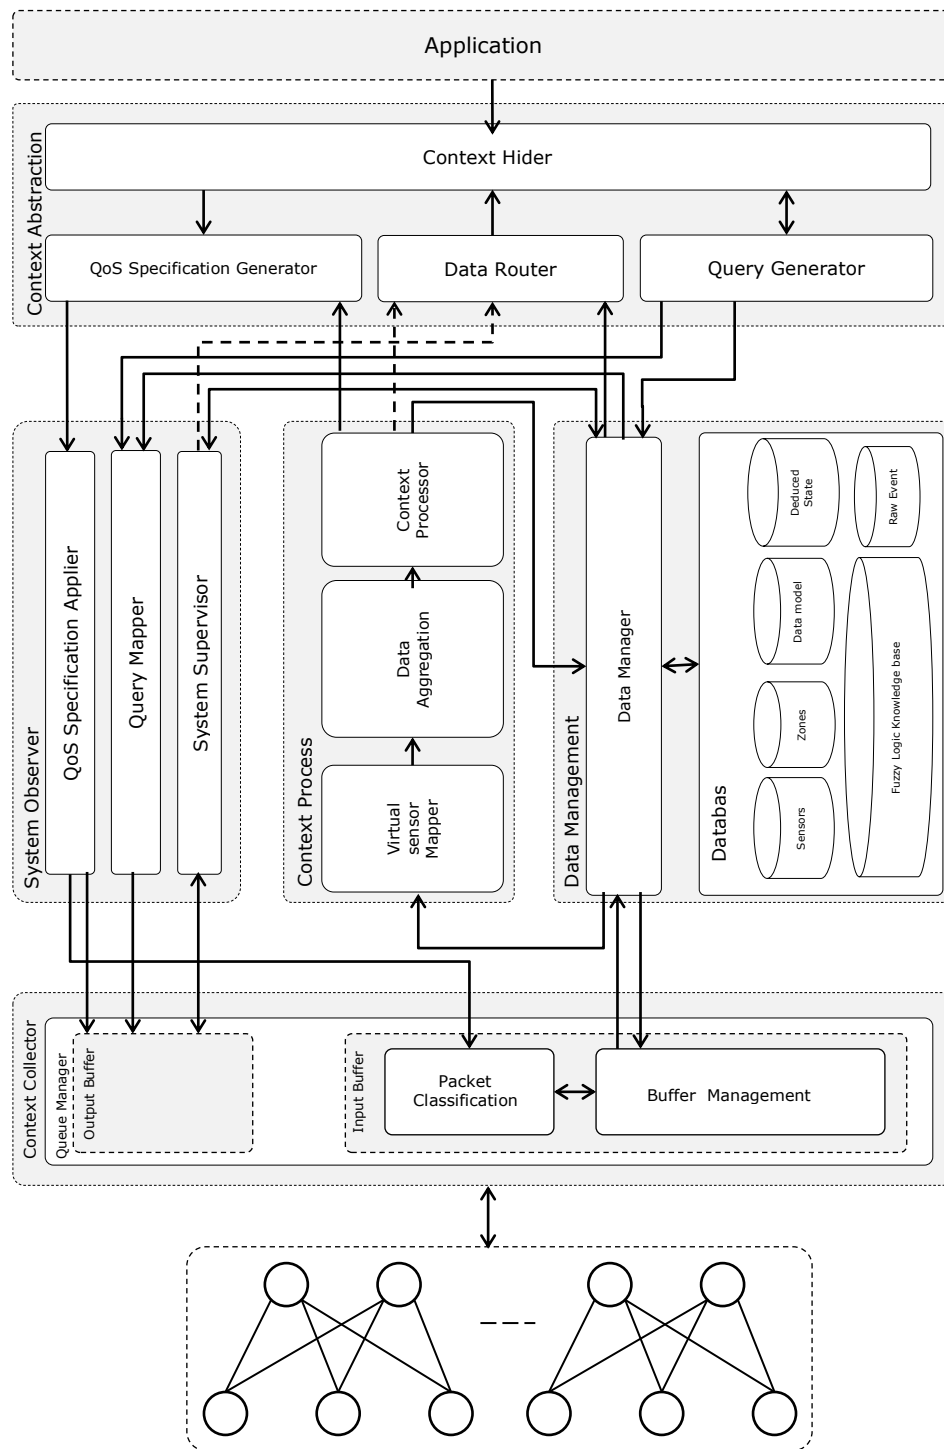 Application
Context Abstraction
Context Hider
QoS Specification Generator
Data Router
Query Generator
System Observer
QoS Specification Applier
Query Mapper
System Supervisor
Context Process
Context
Processor
Data
Aggregation
Virtual
sensor
Mapper
Data Management
Data Manager
Databas
Deduced
State
Raw Event
Data model
Zones
Sensors
Fuzzy Logic Knowledge base
Context Collector
Queue Manager
Output Buffer
Input Buffer
Packet
Classification
Buffer Management